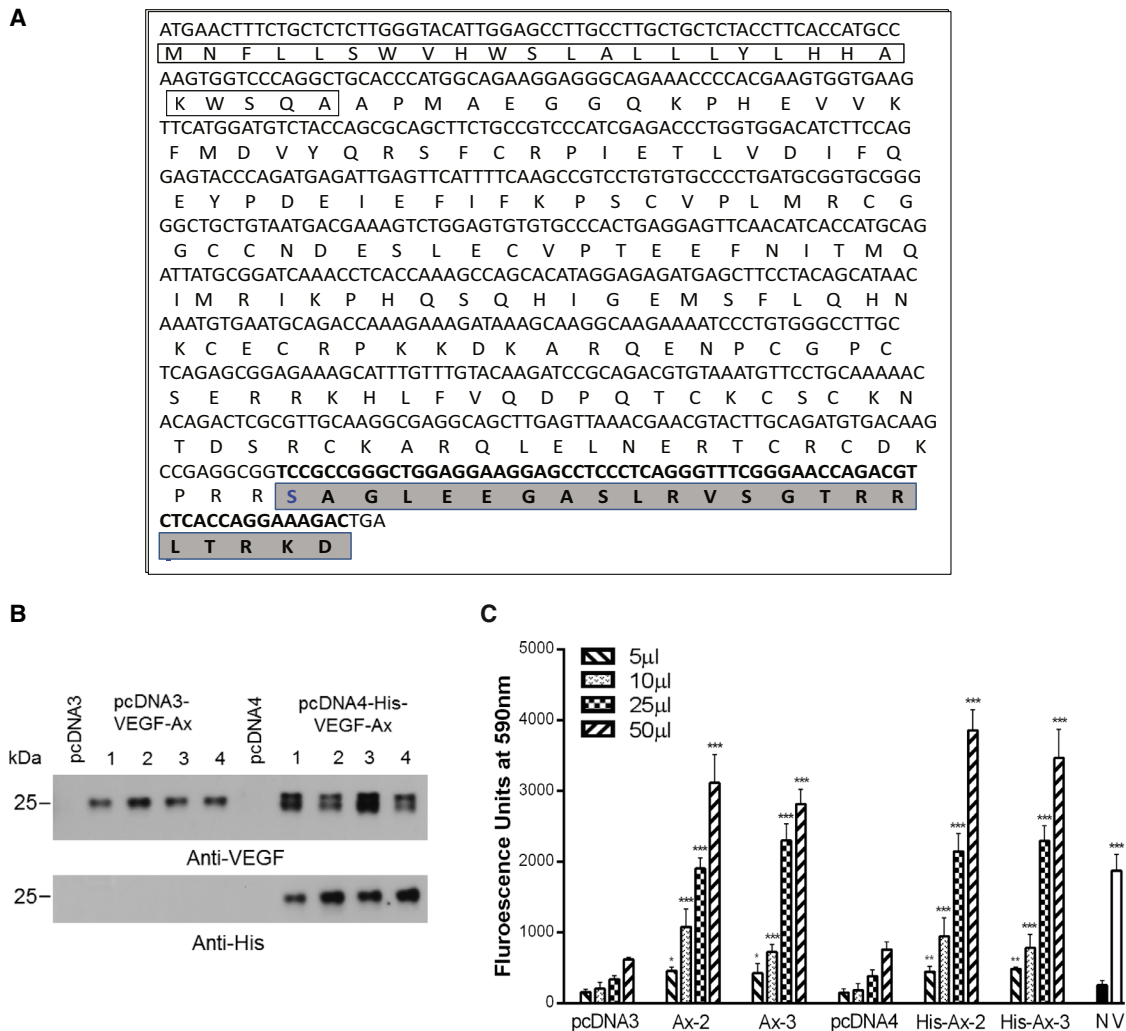 A
ATGAACTTTCTGCTCTCTTGGGTACATTGGAGCCTTGCCTTGCTGCTCTACCTTCACCATGCC
M N F L L S W V H W S L A L L L Y L H H A
AAGTGGTCCCAGGCTGCACCCATGGCAGAAGGAGGGCAGAAACCCCACGAAGTGGTGAAG
K W S Q A A P M A E G G Q K P H E V V K
TTCATGGATGTCTACCAGCGCAGCTTCTGCCGTCCCATCGAGACCCTGGTGGACATCTTCCAG
F M D V Y Q R S F C R P I E T L V D I F Q
GAGTACCCAGATGAGATTGAGTTCATTTTCAAGCCGTCCTGTGTGCCCCTGATGCGGTGCGGG
E Y P D E I E F I F K P S C V P L M R C G
GGCTGCTGTAATGACGAAAGTCTGGAGTGTGTGCCCACTGAGGAGTTCAACATCACCATGCAG
G C C N D E S L E C V P T E E F N I T M Q
ATTATGCGGATCAAACCTCACCAAAGCCAGCACATAGGAGAGATGAGCTTCCTACAGCATAAC
I M R I K P H Q S Q H I G E M S F L Q H N
AAATGTGAATGCAGACCAAAGAAAGATAAAGCAAGGCAAGAAAATCCCTGTGGGCCTTGC
K C E C R P K K D K A R Q E N P C G P C
TCAGAGCGGAGAAAGCATTTGTTTGTACAAGATCCGCAGACGTGTAAATGTTCCTGCAAAAAC
S E R R K H L F V Q D P Q T C K C S C K N
ACAGACTCGCGTTGCAAGGCGAGGCAGCTTGAGTTAAACGAACGTACTTGCAGATGTGACAAG
T D S R C K A R Q L E L N E R T C R C D K
CCGAGGCGGTCCGCCGGGCTGGAGGAAGGAGCCTCCCTCAGGGTTTCGGGAACCAGACGT
P R R S A G L E E G A S L R V S G T R R
CTCACCAGGAAAGACTGA
L T R K D
B
pcDNA3
pcDNA3-
VEGF-Ax
pcDNA4
pcDNA4-His-
VEGF-Ax
kDa 1 2 3 4 1 2 3 4
25
Anti-VEGF
25
Anti-His
C
Fluroescence Units at 590nm
5000
4000
3000
2000
1000
0
5µl
10µl
25µl
50µl
* *** *** ***
* *** *** ***
** *** *** ***
** *** *** ***
***
pcDNA3 Ax-2 Ax-3 pcDNA4 His-Ax-2 His-Ax-3 N V